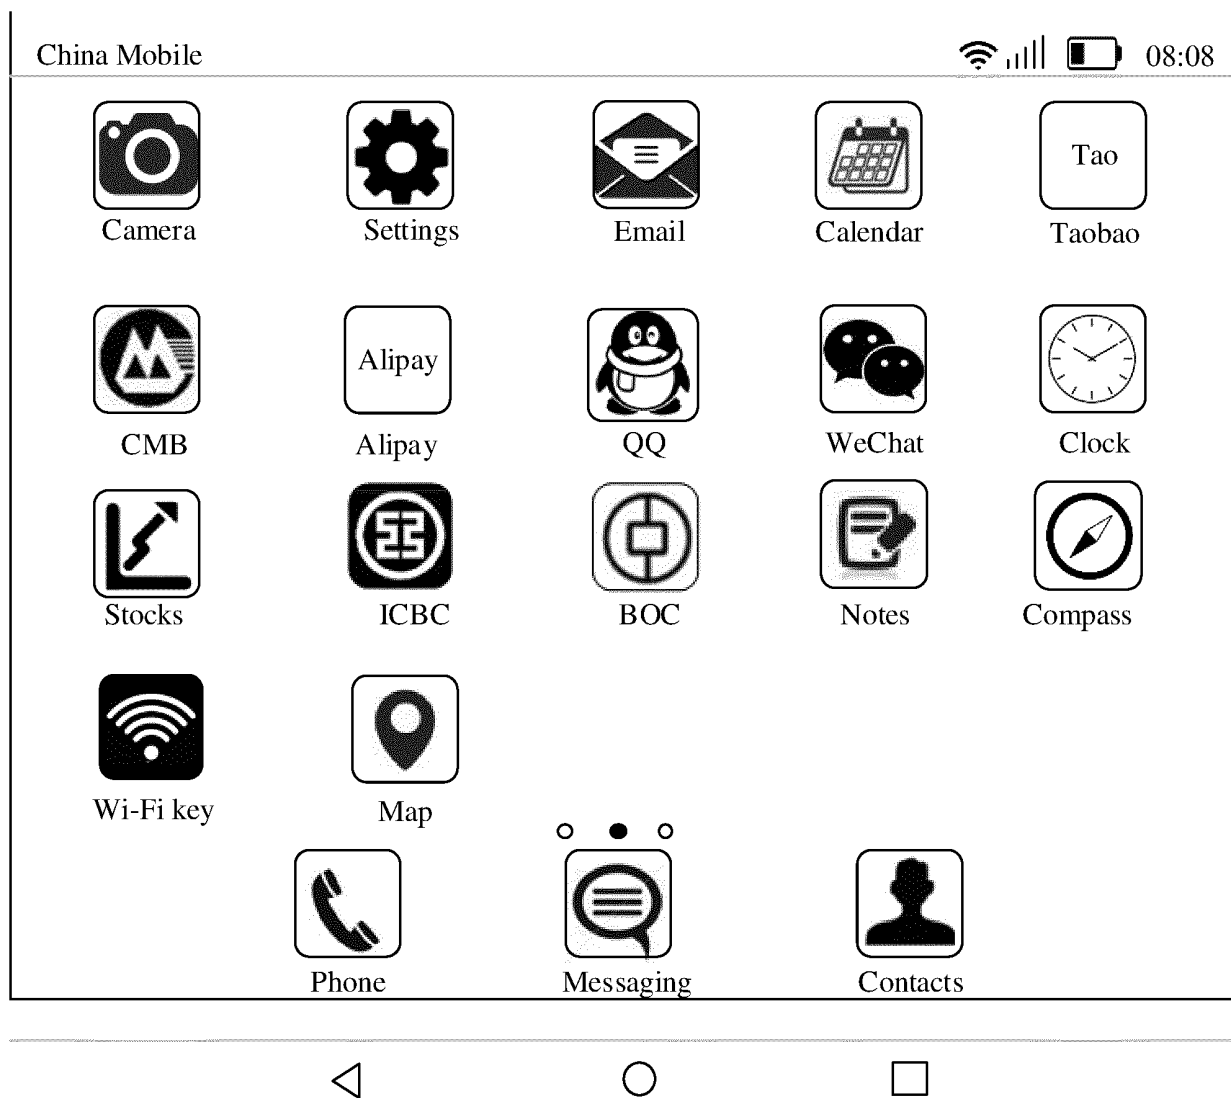 China Mobile 08:08
Camera Settings Email Calendar Tao
Taobao
CMB Alipay
Alipay QQ WeChat Clock
Stocks ICBC BOC Notes Compass
Wi-Fi key Map
Phone Messaging Contacts